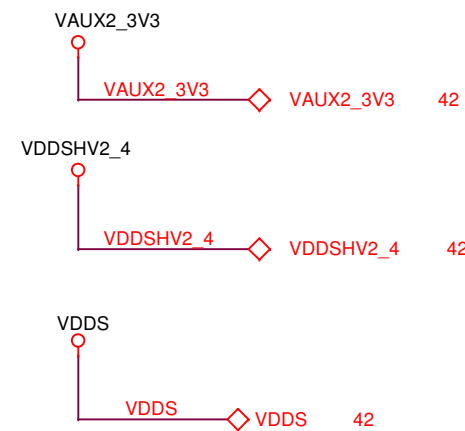 VAUX2_3V3
VAUX2_3V3
VAUX2_3V3 42
VDDSHV2_4
VDDSHV2_4
VDDSHV2_4 42
VDDS
VDDS
VDDS 42